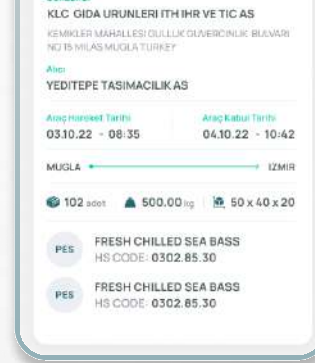 KLC GIDA URUNLERI ITH IHR VE TIC AS
KEMIKLER MAHALLESI GULLUK GUVERCINLIK BULVARI
NO 15 MILAS MUGLA TURKEY
Alıcı
YEDITEPE TASIMACILIK AS
Araç Hareket Tarihi Araç Kabul Tarihi
03.10.22 - 08:35 04.10.22 - 10:42
MUGLA IZMIR
102 adet 500.00 kg 50 x 40 x 20
PES FRESH CHILLED SEA BASS
HS CODE: 0302.85.30
PES FRESH CHILLED SEA BASS
HS CODE: 0302.85.30